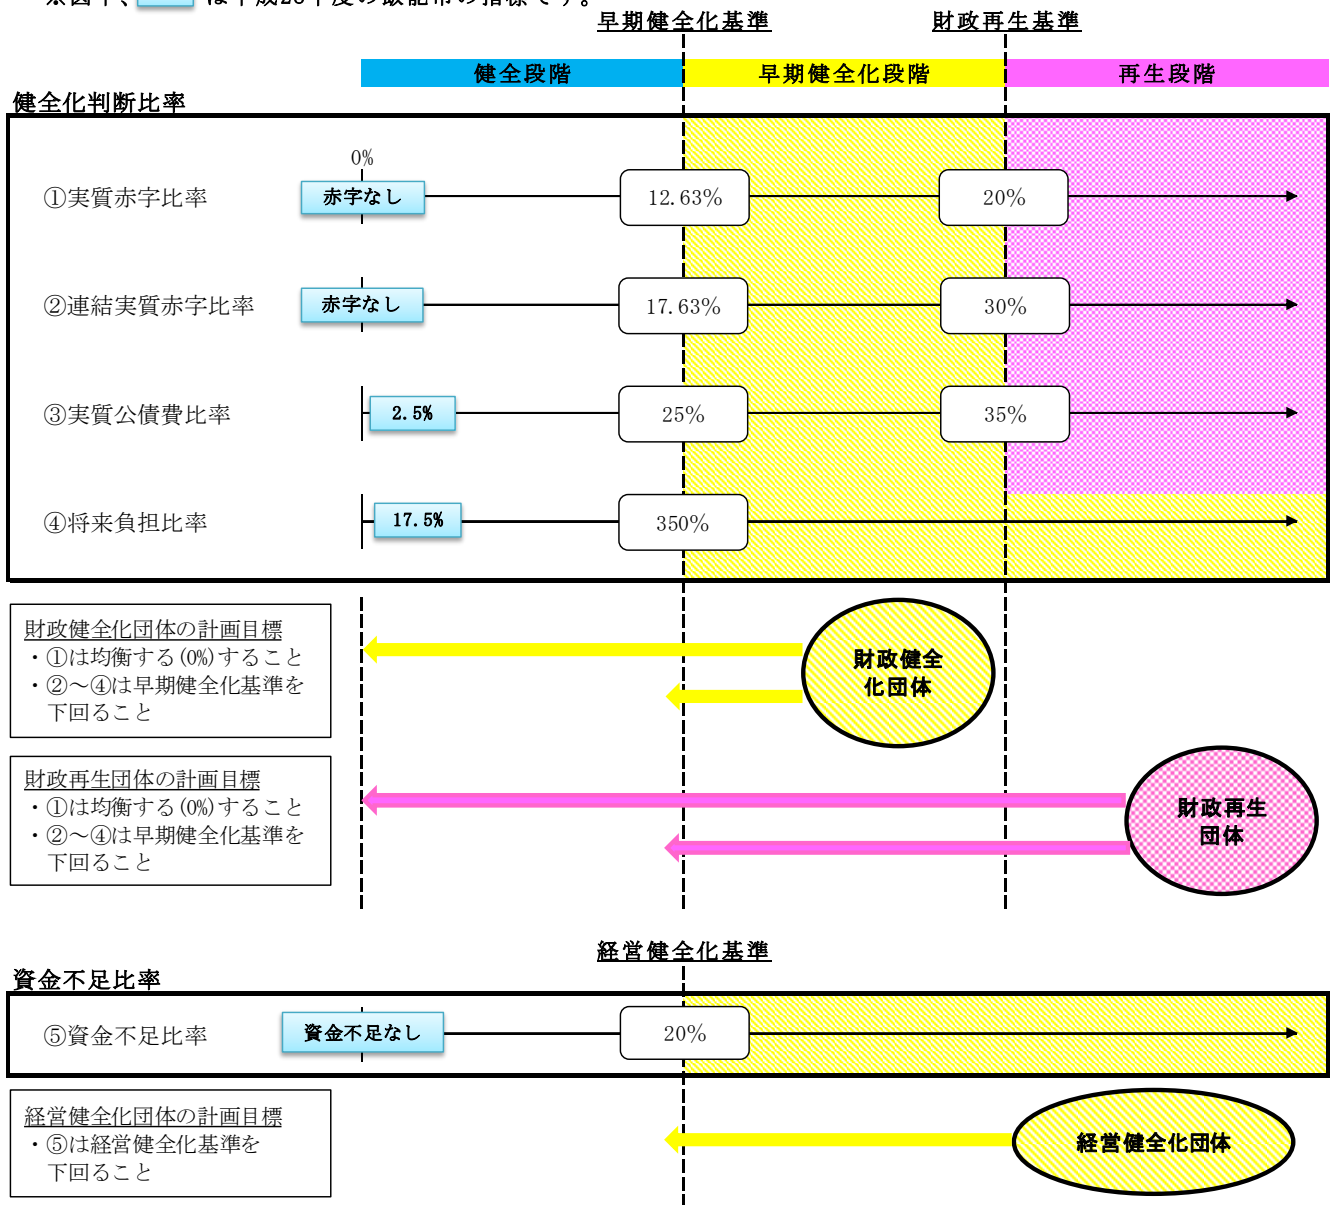 早期健全化基準
財政再生基準
健全段階
早期健全化段階
再生段階
健全化判断比率
0%
①実質赤字比率
赤字なし
12.63%
20%
②連結実質赤字比率
赤字なし
17.63%
30%
③実質公債費比率
2.5%
25%
35%
④将来負担比率
17.5%
350%
財政健全化団体の計画目標
・①は均衡する(0%)すること
・②～④は早期健全化基準を
下回ること
財政健全
化団体
財政再生団体の計画目標
・①は均衡する(0%)すること
・②～④は早期健全化基準を
下回ること
財政再生
団体
経営健全化基準
資金不足比率
⑤資金不足比率
資金不足なし
20%
経営健全化団体の計画目標
・⑤は経営健全化基準を
下回ること
経営健全化団体